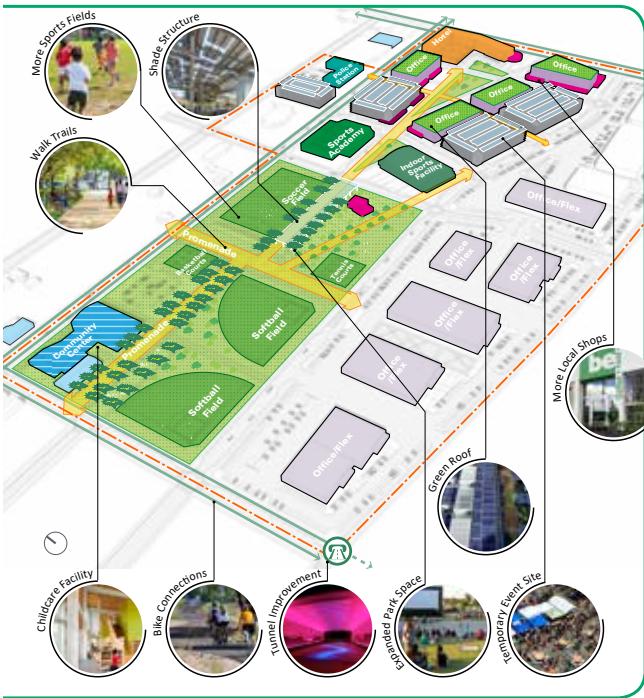 More Sports Fields
Shade Structure
Walk Trails
Hotel
Office
Office
Office
Office
Police
Station
Sports
Academy
Indoor
Sports
Facility
Soccer
Field
Promenade
Basketball
Courts
Tennis
Courts
Office/Flex
Office
/Flex
Office
/Flex
Office
/Flex
Office
/Flex
Office/Flex
Community
Center
Promenade
Softball
Field
Softball
Field
More Local Shops
be
Green Roof
Childcare Facility
Bike Connections
Tunnel Improvement
Expanded Park Space
Temporary Event Site